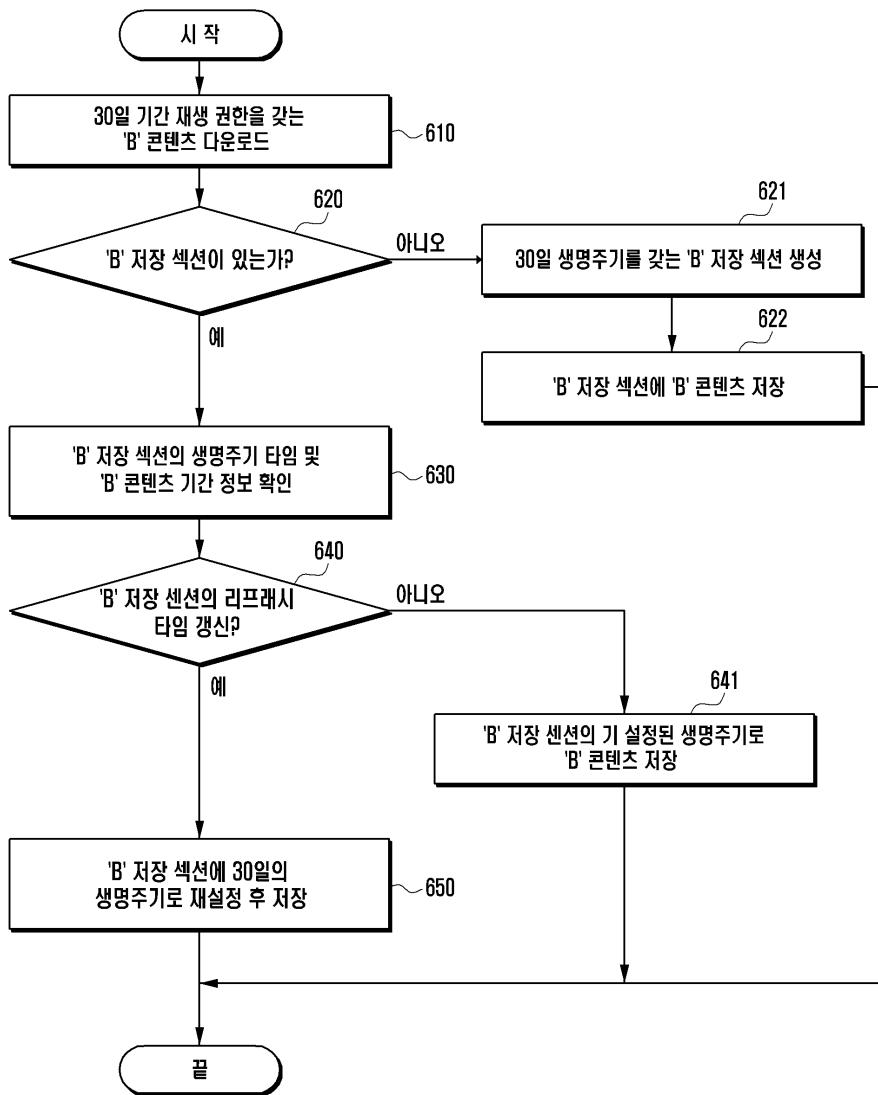 시 작
30일 기간 재생 권한을 갖는
'B' 콘텐츠 다운로드
610
620
'B' 저장 섹션이 있는가?
아니오
예
621
30일 생명주기를 갖는 'B' 저장 섹션 생성
622
'B' 저장 섹션에 'B' 콘텐츠 저장
'B' 저장 섹션의 생명주기 타임 및
'B' 콘텐츠 기간 정보 확인
630
640
'B' 저장 센션의 리프래시
타임 갱신?
아니오
예
641
'B' 저장 센션의 기 설정된 생명주기로
'B' 콘텐츠 저장
'B' 저장 섹션에 30일의
생명주기로 재설정 후 저장
650
끝